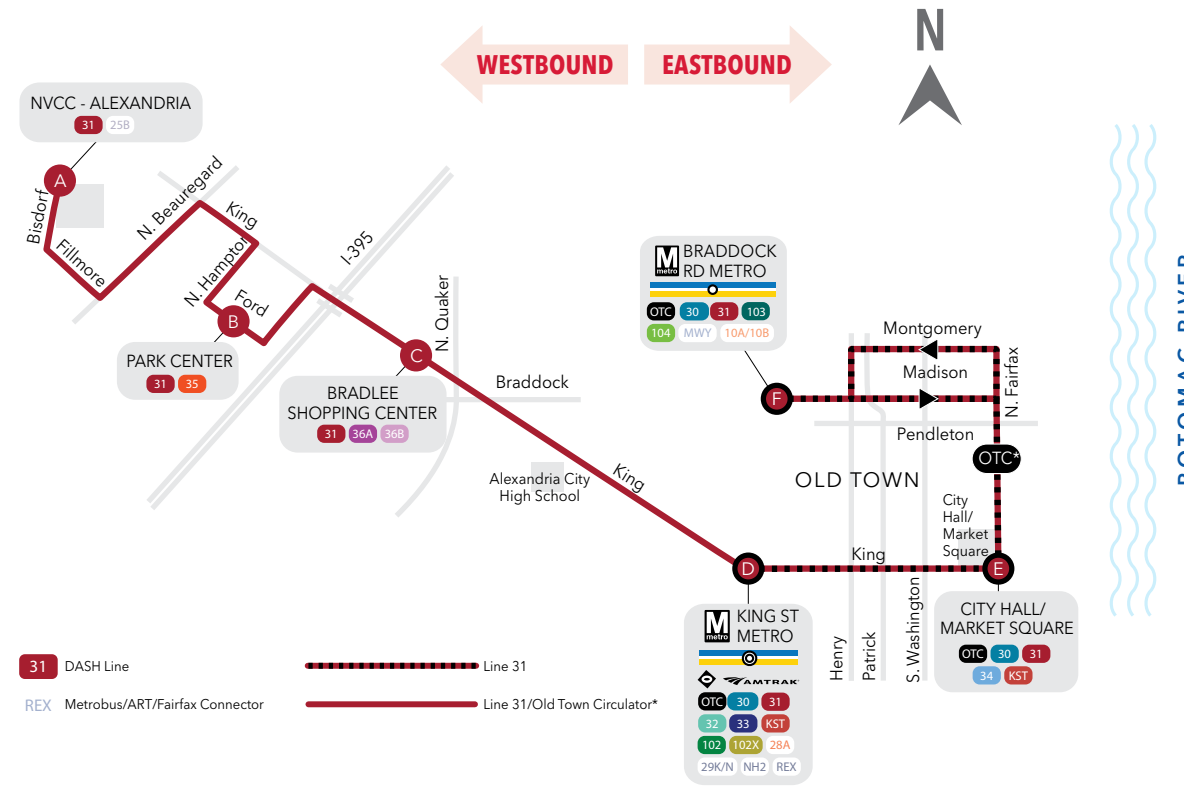 N
WESTBOUND
EASTBOUND
NVCC - ALEXANDRIA
31 25B
A
Bisdorf
Fillmore
N. Beauregard
King
N. Hampton
Ford
B
I-395
PARK CENTER
31 35
C
N. Quaker
BRADLEE
SHOPPING CENTER
31 36A 36B
Braddock
Alexandria City
High School
King
M
metro
BRADDOCK
RD METRO
OTC 30 31 103
104 MWY 10A/10B
F
Montgomery
Madison
N. Fairfax
Pendleton
OTC*
OLD TOWN
City
Hall/
Market
Square
King
D
E
M
metro
KING ST
METRO
AMTRAK
OTC 30 31
32 33 KST
102 102X 28A
29K/N NH2 REX
Henry
Patrick
S. Washington
CITY HALL/
MARKET SQUARE
OTC 30 31
34 KST
POTOMAC RIVER
31 DASH Line
REX Metrobus/ART/Fairfax Connector
Line 31
Line 31/Old Town Circulator*